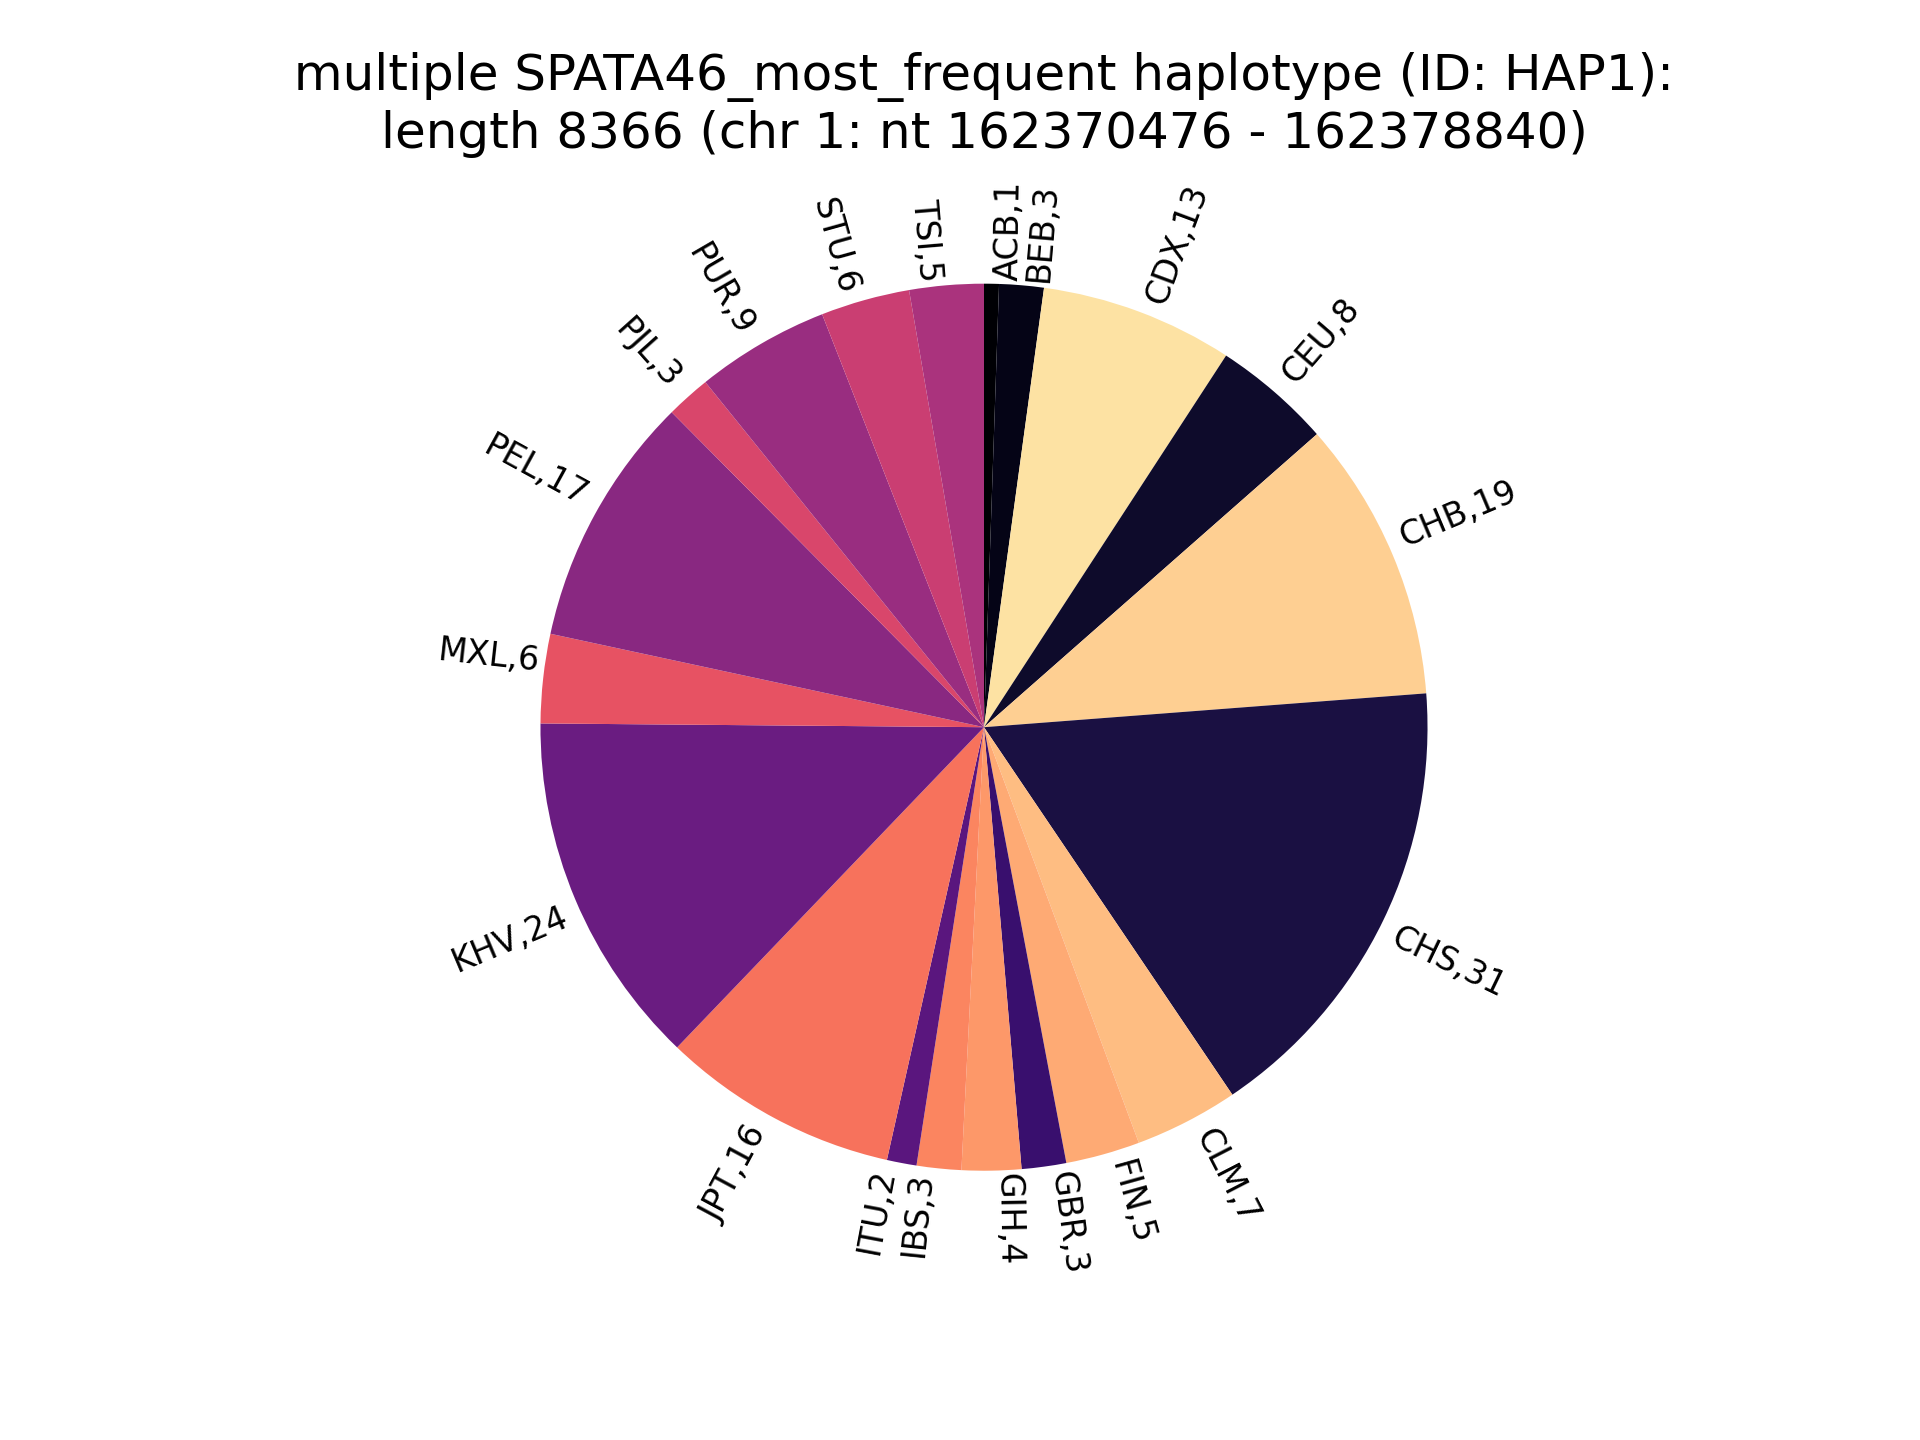 multiple SPATA46_most_frequent haplotype (ID: HAP1):
length 8366 (chr 1: nt 162370476 - 162378840)
ACB,1
BEB,3
CDX,13
CEU,8
CHB,19
CHS,31
CLM,7
FIN,5
GBR,3
GIH,4
IBS,3
ITU,2
JPT,16
KHV,24
MXL,6
PEL,17
PJL,3
PUR,9
STU,6
TSI,5